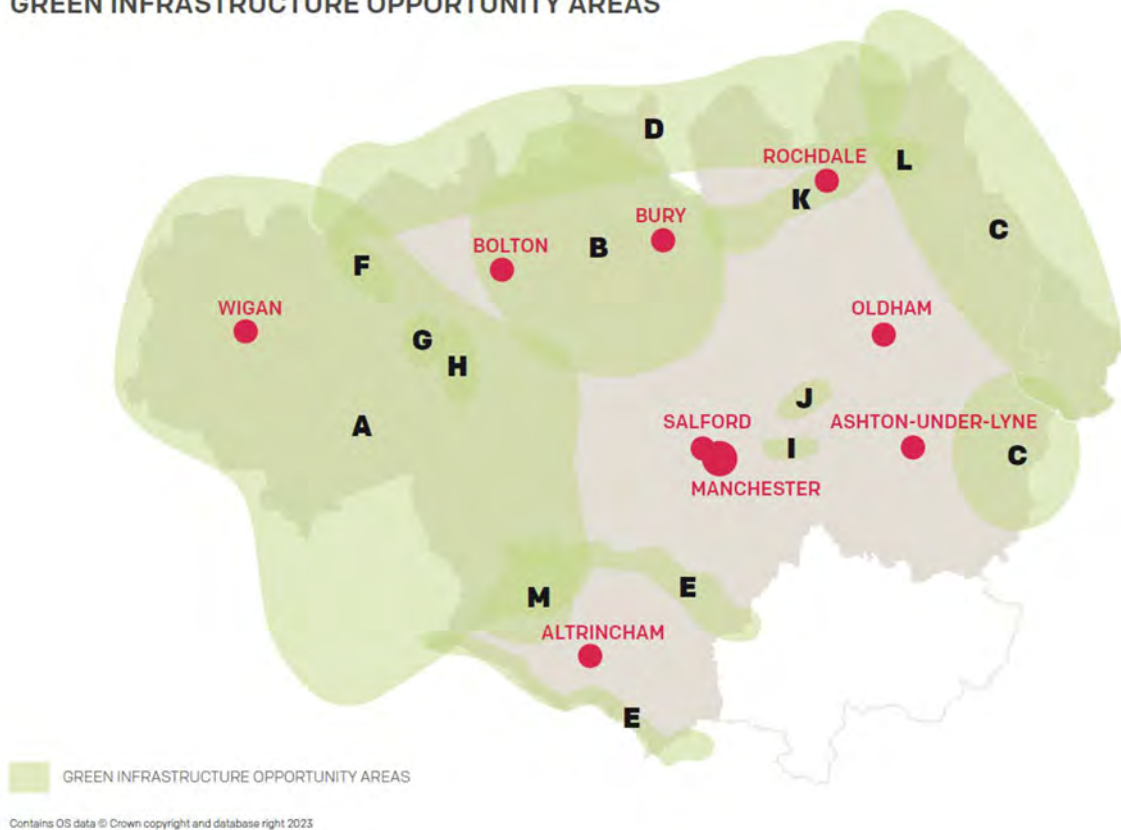 GREEN INFRASTRUCTURE OPPORTUNITY AREAS
D
ROCHDALE
L
K
BURY
C
BOLTON
B
F
WIGAN
OLDHAM
G
H
J
A
SALFORD
ASHTON-UNDER-LYNE
I
C
MANCHESTER
E
M
ALTRINCHAM
E
GREEN INFRASTRUCTURE OPPORTUNITY AREAS
Contains OS data © Crown copyright and database right 2023